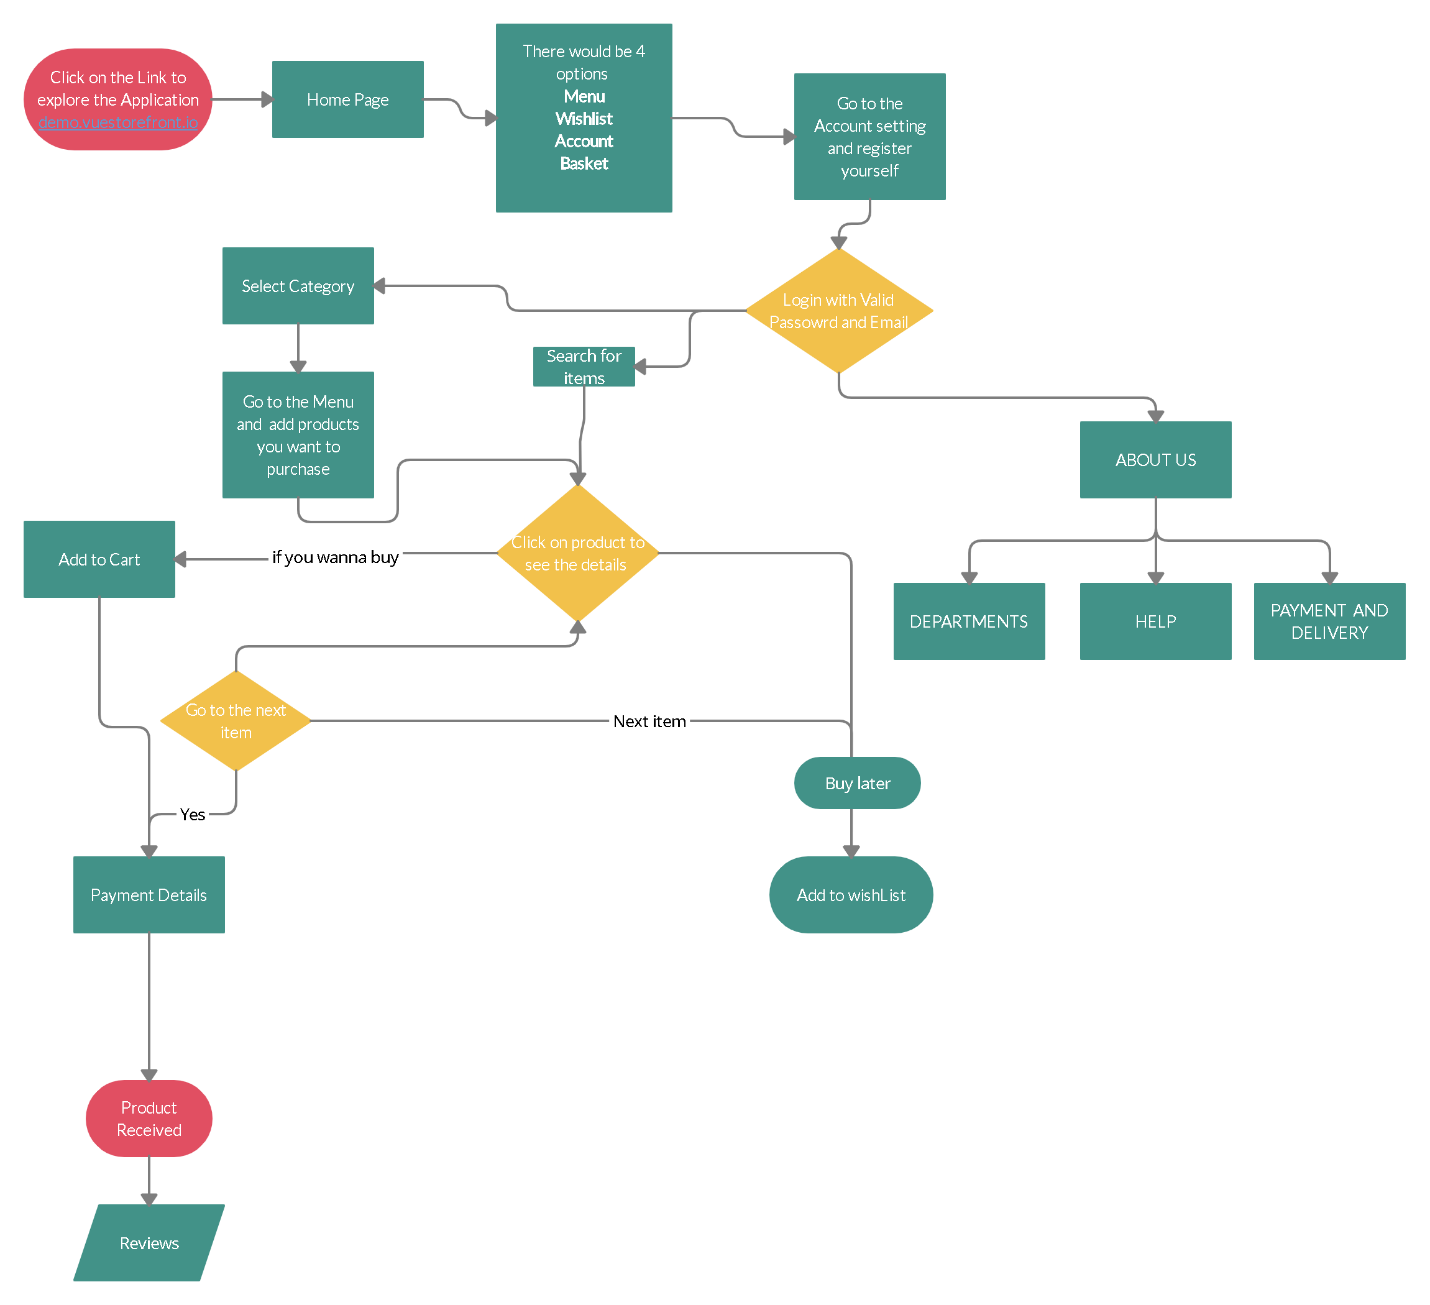 Click on the Link to
explore the Application
demo.vuestorefront.io
Home Page
There would be 4
options
Menu
Wishlist
Account
Basket
Go to the
Account setting
and register
yourself
Select Category
Login with Valid
Passowrd and Email
Search for
items
Go to the Menu
and add products
you want to
purchase
ABOUT US
Add to Cart
if you wanna buy
Click on product to
see the details
DEPARTMENTS
HELP
PAYMENT AND
DELIVERY
Go to the next
item
Next item
Buy later
Yes
Payment Details
Add to wishList
Product
Received
Reviews